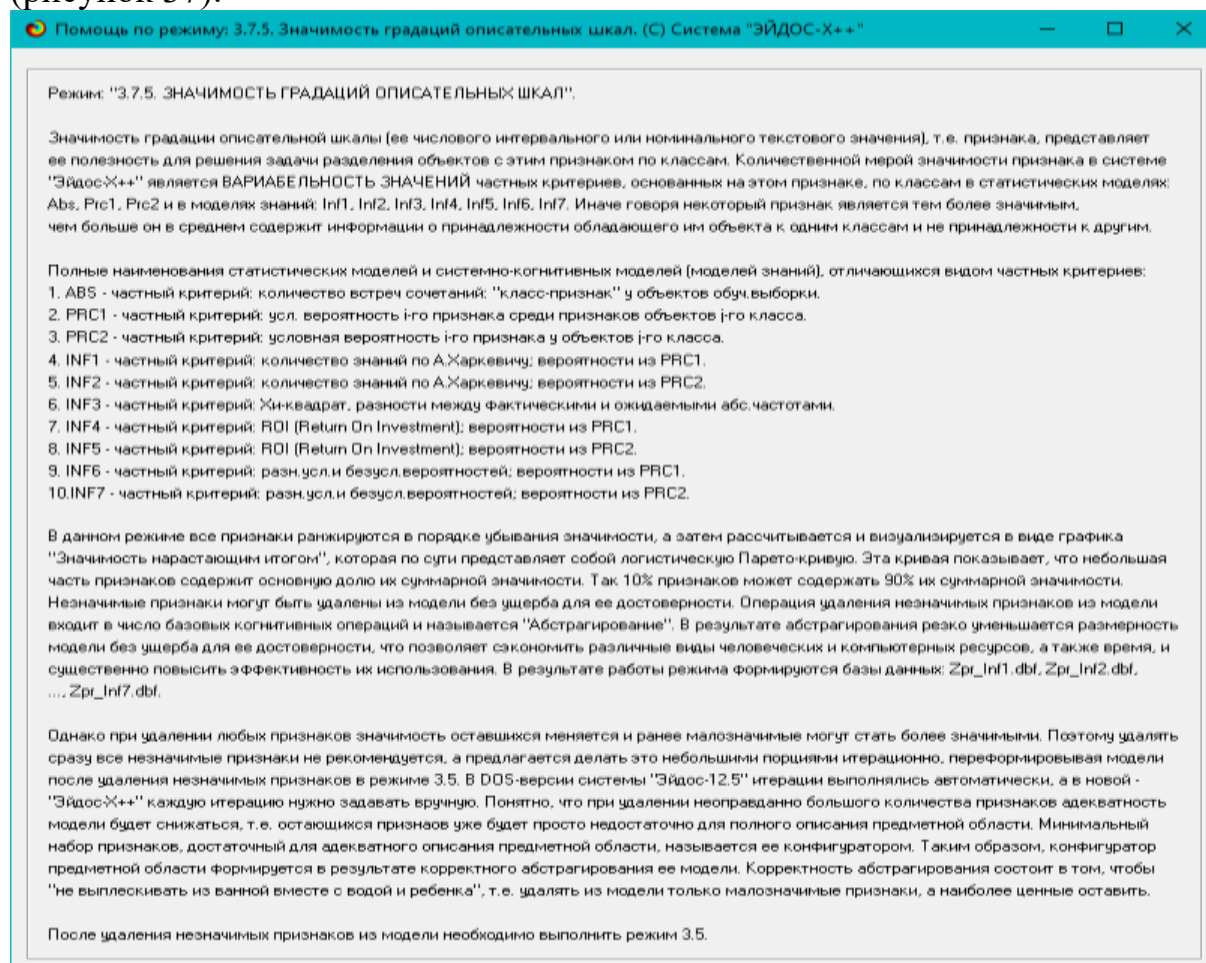 (рисунок 37).
Помощь по режиму: 3.7.5. Значимость градаций описательных шкал. (C) Система "ЭЙДОС-X++"
Режим: "3.7.5. ЗНАЧИМОСТЬ ГРАДАЦИЙ ОПИСАТЕЛЬНЫХ ШКАЛ".
Значимость градации описательной шкалы (ее числового интервального или номинального текстового значения), т.е. признака, представляет
ее полезность для решения задачи разделения объектов с этим признаком по классам. Количественной мерой значимости признака в системе
"Эйдос-X++" является ВАРИАБЕЛЬНОСТЬ ЗНАЧЕНИЙ частных критериев, основанных на этом признаке, по классам в статистических моделях:
Abs, Prc1, Prc2 и в моделях знаний: Inf1, Inf2, Inf3, Inf4, Inf5, Inf6, Inf7. Иначе говоря некоторый признак является тем более значимым,
чем больше он в среднем содержит информации о принадлежности обладающего им объекта к одним классам и не принадлежности к другим.
Полные наименования статистических моделей и системно-когнитивных моделей (моделей знаний), отличающихся видом частных критериев:
1. ABS - частный критерий: количество встреч сочетаний: "класс-признак" у объектов обуч.выборки.
2. PRC1 - частный критерий: усл. вероятность i-го признака среди признаков объектов j-го класса.
3. PRC2 - частный критерий: условная вероятность i-го признака у объектов j-го класса.
4. INF1 - частный критерий: количество знаний по А.Харкевичу; вероятности из PRC1.
5. INF2 - частный критерий: количество знаний по А.Харкевичу; вероятности из PRC2.
6. INF3 - частный критерий: Хи-квадрат, разности между фактическими и ожидаемыми абс.частотами.
7. INF4 - частный критерий: ROI (Return On Investment); вероятности из PRC1.
8. INF5 - частный критерий: ROI (Return On Investment); вероятности из PRC2.
9. INF6 - частный критерий: разн.усл.и безусл.вероятностей; вероятности из PRC1.
10.INF7 - частный критерий: разн.усл.и безусл.вероятностей; вероятности из PRC2.
В данном режиме все признаки ранжируются в порядке убывания значимости, а затем рассчитывается и визуализируется в виде графика
"Значимость нарастающим итогом", которая по сути представляет собой логистическую Парето-кривую. Эта кривая показывает, что небольшая
часть признаков содержит основную долю их суммарной значимости. Так 10% признаков может содержать 90% их суммарной значимости.
Незначимые признаки могут быть удалены из модели без ущерба для ее достоверности. Операция удаления незначимых признаков из модели
входит в число базовых когнитивных операций и называется "Абстрагирование". В результате абстрагирования резко уменьшается размерность
модели без ущерба для ее достоверности, что позволяет сэкономить различные виды человеческих и компьютерных ресурсов, а также время, и
существенно повысить эффективность их использования. В результате работы режима формируются базы данных: Zpr_Inf1.dbf, Zpr_Inf2.dbf,
..., Zpr_Inf7.dbf.
Однако при удалении любых признаков значимость оставшихся меняется и ранее малозначимые могут стать более значимыми. Поэтому удалять
сразу все незначимые признаки не рекомендуется, а предлагается делать это небольшими порциями итерационно, переформировывая модели
после удаления незначимых признаков в режиме 3.5. В DOS-версии системы "Эйдос-12.5" итерации выполнялись автоматически, а в новой -
"Эйдос-X++" каждую итерацию нужно задавать вручную. Понятно, что при удалении неоправданно большого количества признаков адекватность
модели будет снижаться, т.е. остающихся признаов уже будет просто недостаточно для полного описания предметной области. Минимальный
набор признаков, достаточный для адекватного описания предметной области, называется ее конфигуратором. Таким образом, конфигуратор
предметной области формируется в результате корректного абстрагирования ее модели. Корректность абстрагирования состоит в том, чтобы
"не выплескивать из ванной вместе с водой и ребенка", т.е. удалять из модели только малозначимые признаки, а наиболее ценные оставить.
После удаления незначимых признаков из модели необходимо выполнить режим 3.5.